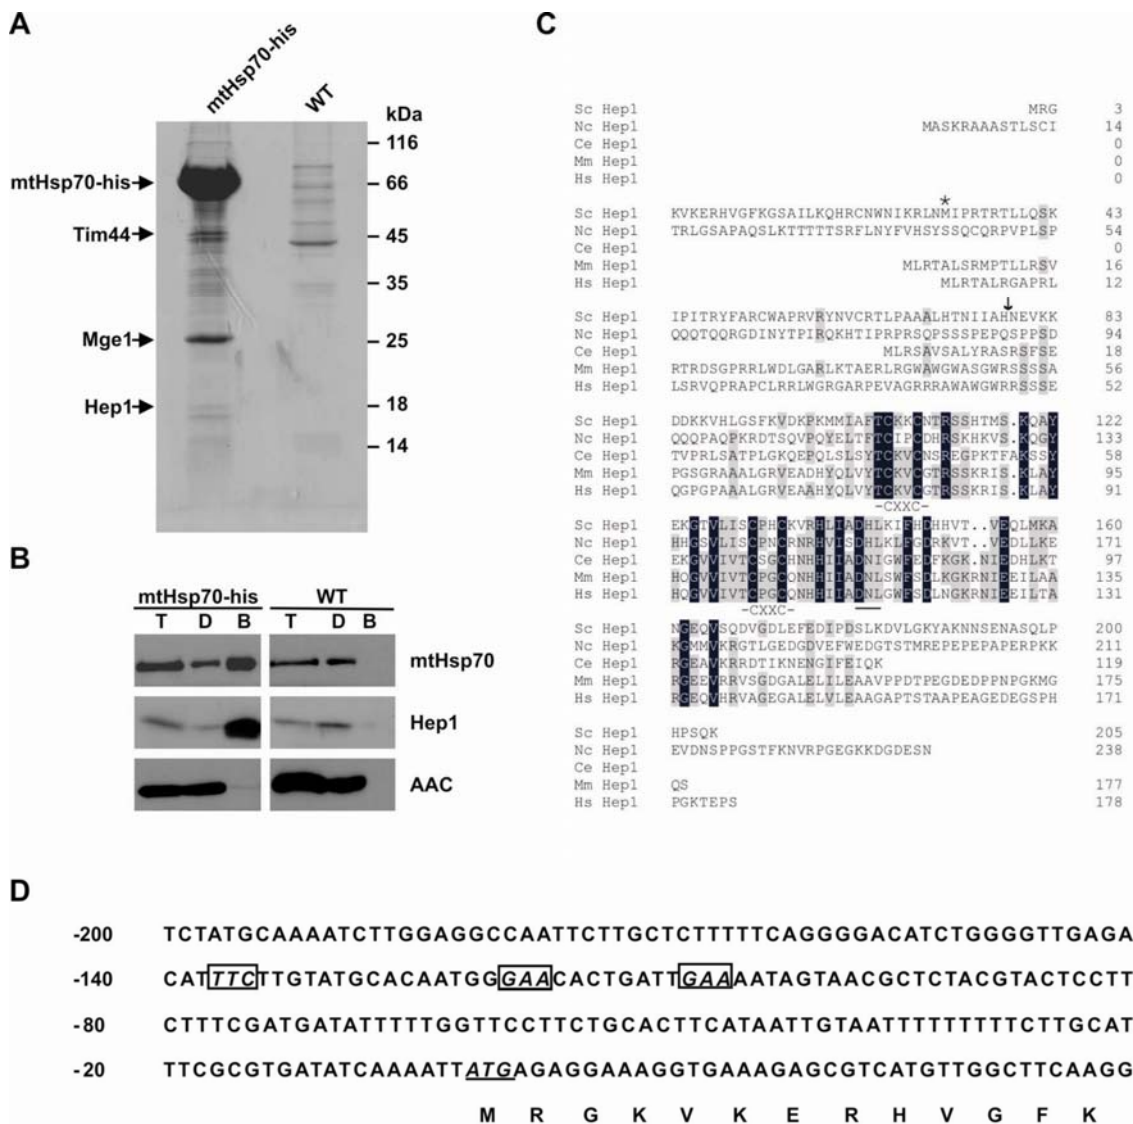 A
mtHsp70-his
WT
kDa
116
mtHsp70-his
66
Tim44
45
35
Mge1
25
Hep1
18
14
B
mtHsp70-his WT
T D B T D B
mtHsp70
Hep1
AAC
C
Sc Hep1 MRG 3
Nc Hep1 MASKRAAASTLSCI 14
Ce Hep1 0
Mm Hep1 0
Hs Hep1 0
*
Sc Hep1 KVKERHVGFKGSAILKQHRCNWNIKRLNMIPRTRTLLQSK 43
Nc Hep1 TRLGSAPAQSLKTTTTTSRFLNYFVHSYSSQCQRPVPLSP 54
Ce Hep1 0
Mm Hep1 MLRTALSRMPTLLRSV 16
Hs Hep1 MLRTALRGAPRL 12
↓
Sc Hep1 IPITRYFARCWAPRVRYNVCRTLPAAALHTNIIAHNEVKK 83
Nc Hep1 QQQTQQRGDINYTPIRQKHTIPRPRSQPSSSPEPQSPPSD 94
Ce Hep1 MLRSAVSALYRASRSFSE 18
Mm Hep1 RTRDSGPRRLWDLGARLKTAERLRGWAWGWASGWRSSSSA 56
Hs Hep1 LSRVQPRAPCLRRLWGRGARPEVAGRRRAWAWGWRRSSSE 52
Sc Hep1 DDKKVHLGSFKVDKPKMMIAFTCKKCNTRSSHTMS.KQAY 122
Nc Hep1 QQQPAQPKRDTSQVPQYELTFTCIPCDHRSKHKVS.KQGY 133
Ce Hep1 TVPRLSATPLGKQEPQLSLSYTCKVCNSREGPKTFAKSSY 58
Mm Hep1 PGSGRAAALGRVEADHYQLVYTCKVCGTRSSKRIS.KLAY 95
Hs Hep1 QGPGPAAALGRVEAAHYQLVYTCKVCGTRSSKRIS.KLAY 91
-CXXC-
Sc Hep1 EKGTVLISCPHCKVRHLIADHLKIFHDHHVT..VEQLMKA 160
Nc Hep1 HHGSVLISCPNCRNRHVISDHLKLFGDRKVT..VEDLLKE 171
Ce Hep1 EKGVVIVTCSGCHNHHIIADNIGWFEDFKGK.NIEDHLKT 97
Mm Hep1 HQGVVIVTCPGCQNHHIIADNLSWFSDLKGKRNIEEILAA 135
Hs Hep1 HQGVVIVTCPGCQNHHIIADNLGWFSDLNGKRNIEEILTA 131
-CXXC-
Sc Hep1 NGEQVSQDVGDLEFEDIPDSLKDVLGKYAKNNSENASQLP 200
Nc Hep1 KGMMVKRGTLGEDGDVEFWEDGTSTMREPEPEPAPERPKK 211
Ce Hep1 RGEAVKRRDTIKNENGIFEIQK 119
Mm Hep1 RGEEVRRVSGDGALELILEAAVPPDTPEGDEDPPNPGKMG 175
Hs Hep1 RGEQVHRVAGEGALELVLEAAGAPTSTAAPEAGEDEGSPH 171
Sc Hep1 HPSQK 205
Nc Hep1 EVDNSPPGSTFKNVRPGEGKKDGDESN 238
Ce Hep1
Mm Hep1 QS 177
Hs Hep1 PGKTEPS 178
D
-200 TCTATGCAAAATCTTGGAGGCCAATTCTTGCTCTTTTTCAGGGGACATCTGGGGTTGAGA
-140 CATTTCTTGTATGCACAATGGGAACACTGATTGAAAATAGTAACGCTCTACGTACTCCTT
-80 CTTTCGATGATATTTTTGGTTCCTTCTGCACTTCATAATTGTAATTTTTTTTTCTTGCAT
-20 TTCGCGTGATATCAAAATTATGAGAGGAAAGGTGAAAGAGCGTCATGTTGGCTTCAAGG
M R G K V K E R H V G F K